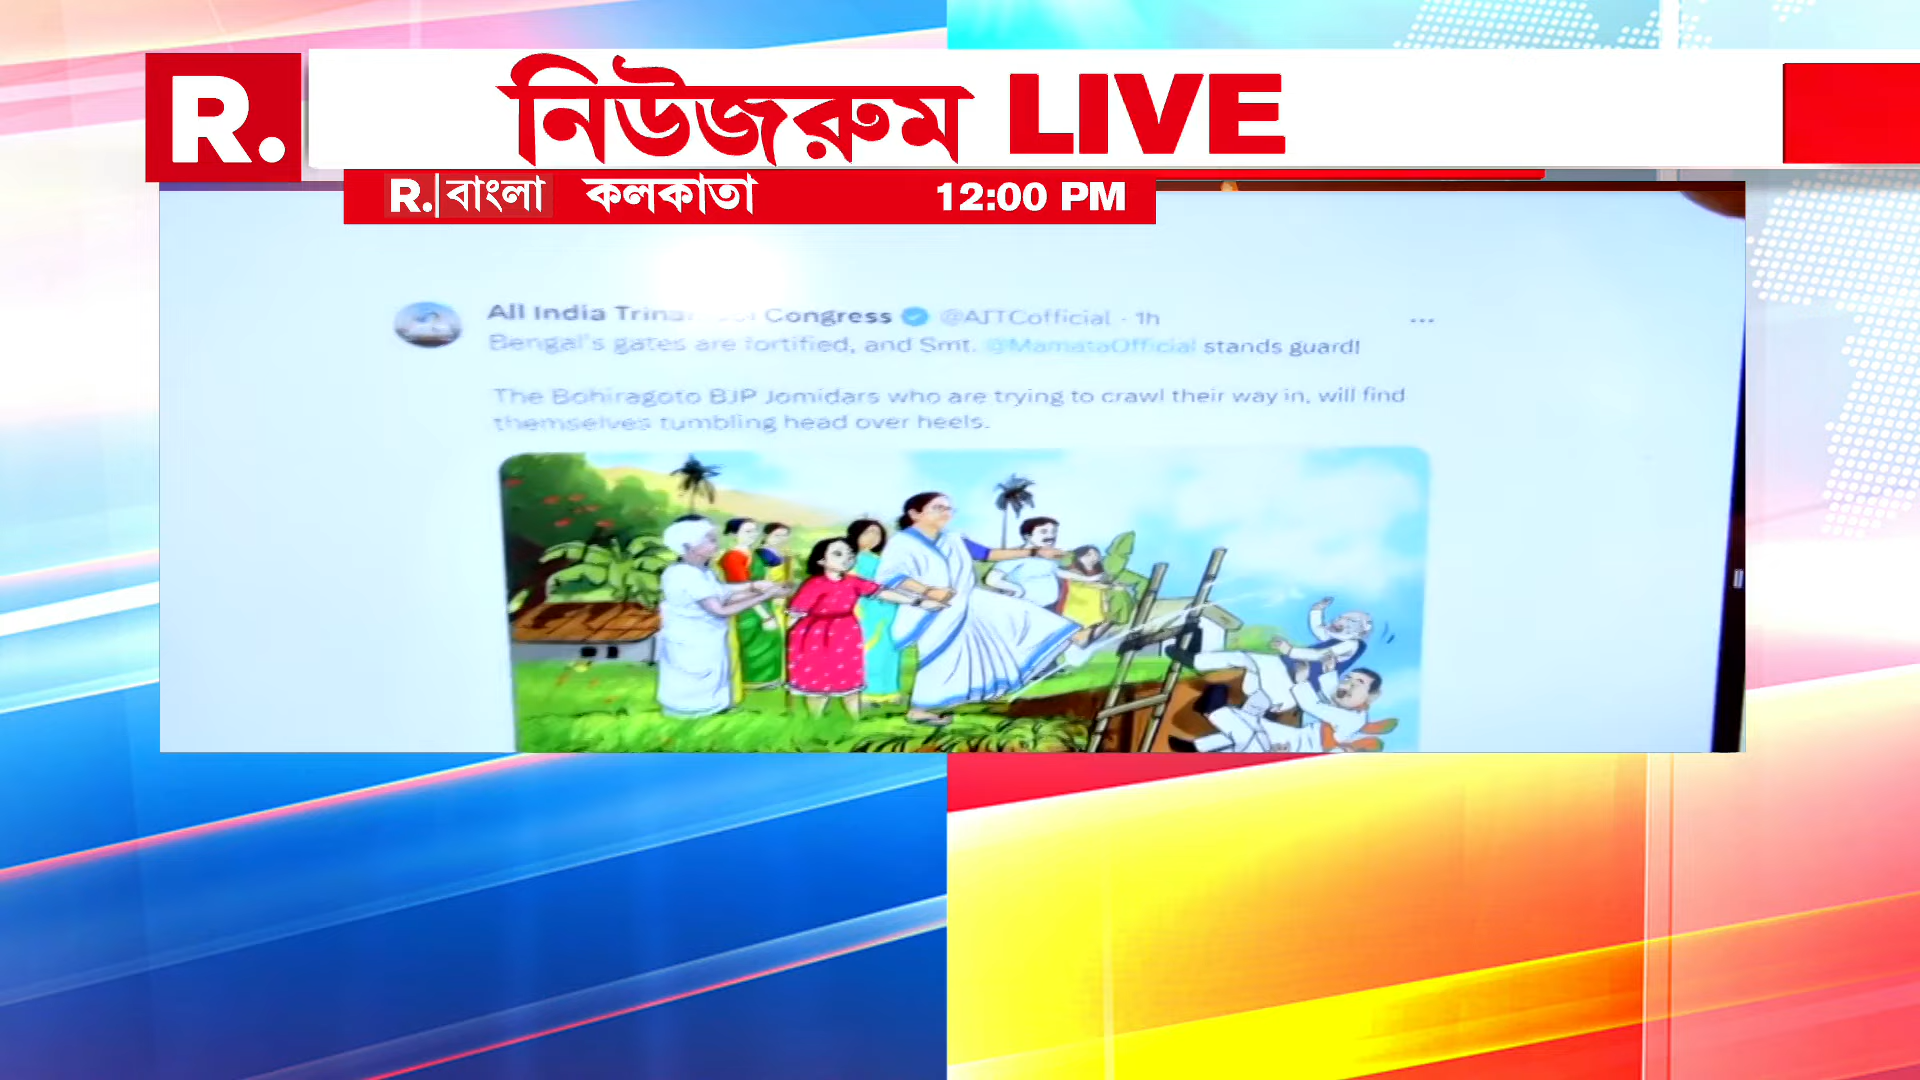 R. নিউজরুম LIVE
R. বাংলা কলকাতা 12:00 PM
All India Congress @AITCofficial · 1h
Bengal's gates are fortified, and Smt. @MamataOfficial stands guard!
The Bohiragoto BJP Jomidars who are trying to crawl their way in, will find
themselves tumbling head over heels.